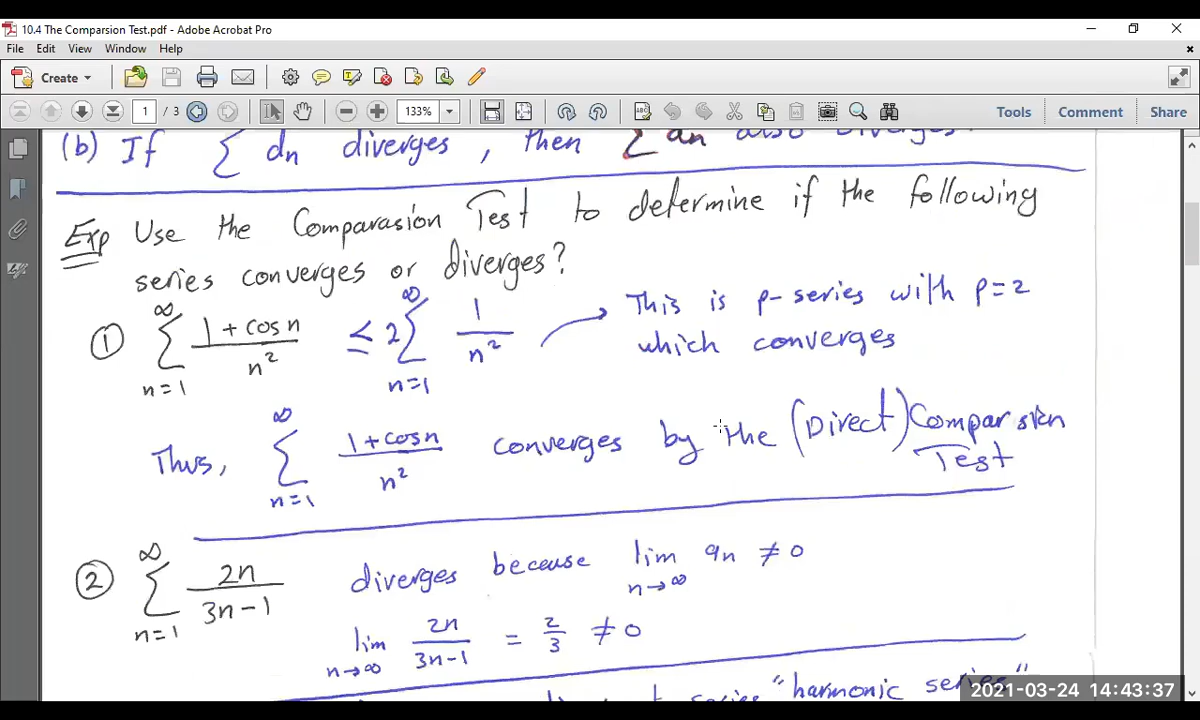 10.4 The Comparsion Test.pdf - Adobe Acrobat Pro
File Edit View Window Help
Create
1 / 3 133% Tools Comment Share
(b) If Σ dn diverges, then Σ an also diverges.
Exp Use the Comparasion Test to determine if the following
series converges or diverges?
① ∞ Σ n=1 1 + cos n / n² ≤ 2 ∞ Σ n=1 1 / n² → This is p-series with p=2
which converges
Thus, ∞ Σ n=1 1 + cos n / n² converges by the (Direct) Comparsion
Test
② ∞ Σ n=1 2n / 3n-1 diverges because lim n→∞ an ≠ 0
lim n→∞ 2n / 3n-1 = 2/3 ≠ 0
series "harmonic series"
2021-03-24 14:43:37